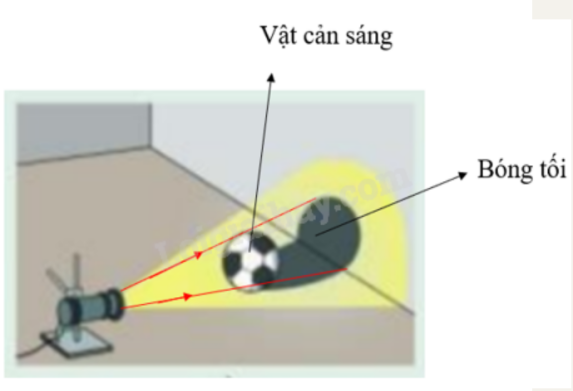 Vật cản sáng
Bóng tối